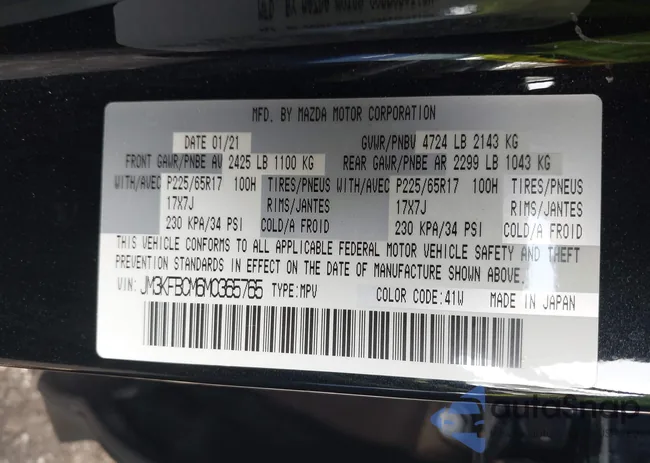 MFD. BY MAZDA MOTOR CORPORATION
DATE 01/21 GVWR/PNBV 4724 LB 2143 KG
FRONT GAWR/PNBE AV 2425 LB 1100 KG REAR GAWR/PNBE AR 2299 LB 1043 KG
WITH/AVEC P225/65R17 100H TIRES/PNEUS WITH/AVEC P225/65R17 100H TIRES/PNEUS
17X7J RIMS/JANTES 17X7J RIMS/JANTES
230 KPA/34 PSI COLD/A FROID 230 KPA/34 PSI COLD/A FROID
THIS VEHICLE CONFORMS TO ALL APPLICABLE FEDERAL MOTOR VEHICLE SAFETY AND THEFT
PREVENTION STANDARDS IN EFFECT ON THE DATE OF MANUFACTURE SHOWN ABOVE.
VIN: JM3KFBCM6M0365765 TYPE: MPV COLOR CODE: 41W MADE IN JAPAN
autoSnap